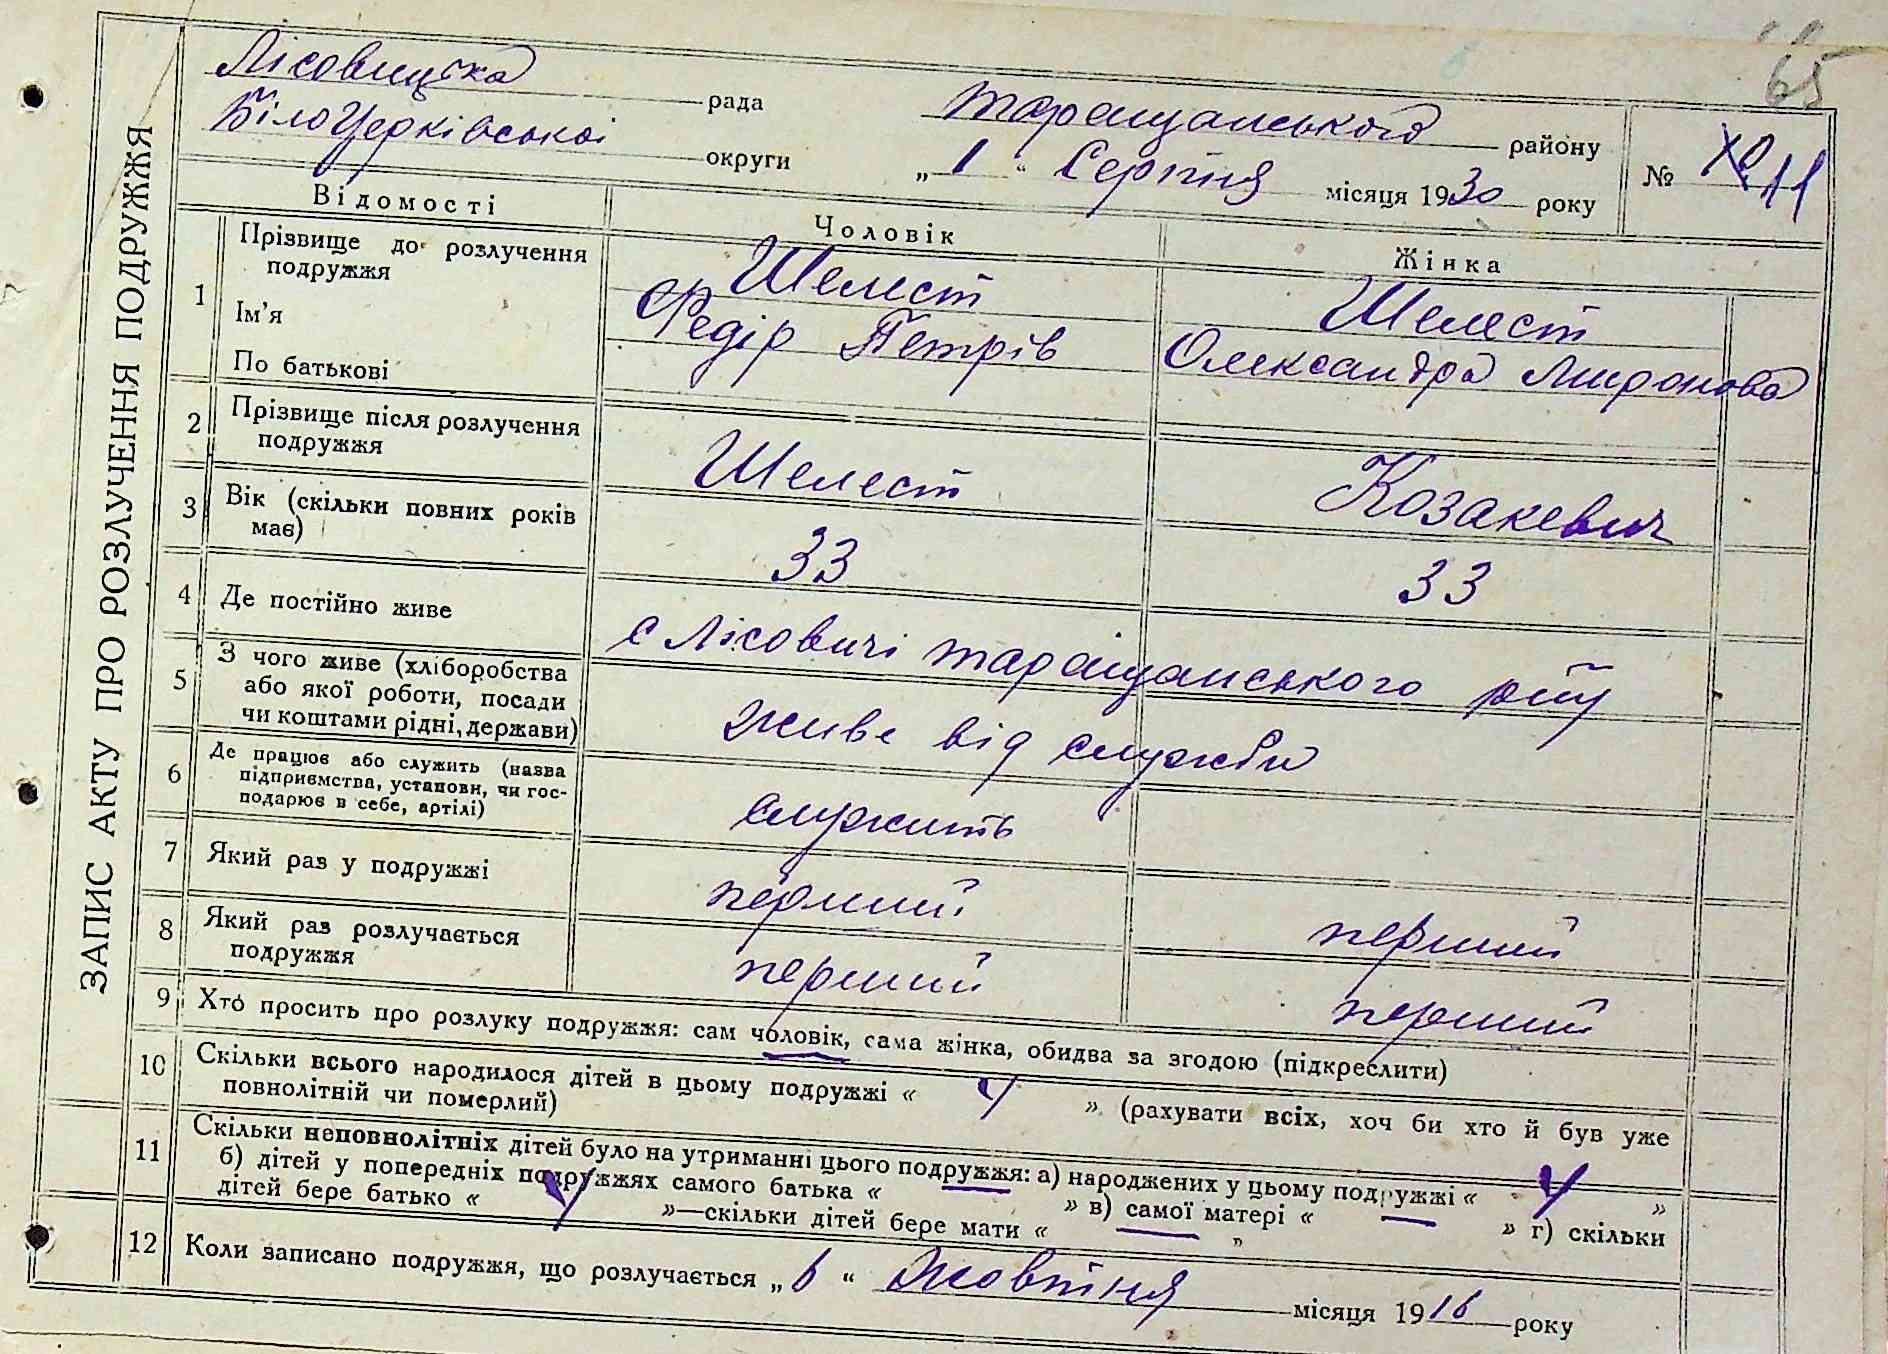 65
ЗАПИС АКТУ ПРО РОЗЛУЧЕННЯ ПОДРУЖЖЯ
Лісовицька рада Таращанського району
Білоцерківської округи „ 1 “ Серпня місяця 1930 року № 11
Відомості Чоловік Жінка
1 Прізвище до розлучення подружжя Шелест Шелест
Ім’я Федір Петрів Олександра Миронова
По батькові
2 Прізвище після розлучення подружжя Шелест Козакевич
3 Вік (скільки повних років має) 33 33
4 Де постійно живе с Лісовичі таращанського р-ну
5 З чого живе (хліборобства або якої роботи, посади чи коштами рідні, держави) живе від служби
6 Де працює або служить (назва підприємства, установи, чи господарює в себе, артілі) служить
7 Який раз у подружжі перший перший
8 Який раз розлучається подружжя перший перший
9 Хто просить про розлуку подружжя: сам чоловік, сама жінка, обидва за згодою (підкреслити)
10 Скільки всього народилося дітей в цьому подружжі « 4 » (рахувати всіх, хоч би хто й був уже
повнолітній чи померлий)
11 Скільки неповнолітніх дітей було на утриманні цього подружжя: а) народжених у цьому подружжі « 4 »
б) дітей у попередніх подружжях самого батька « — » в) самої матері « — » г) скільки
дітей бере батько « 4 »—скільки дітей бере мати « — »
12 Коли записано подружжя, що розлучається „ 6 “ Жовтня місяця 1916 року